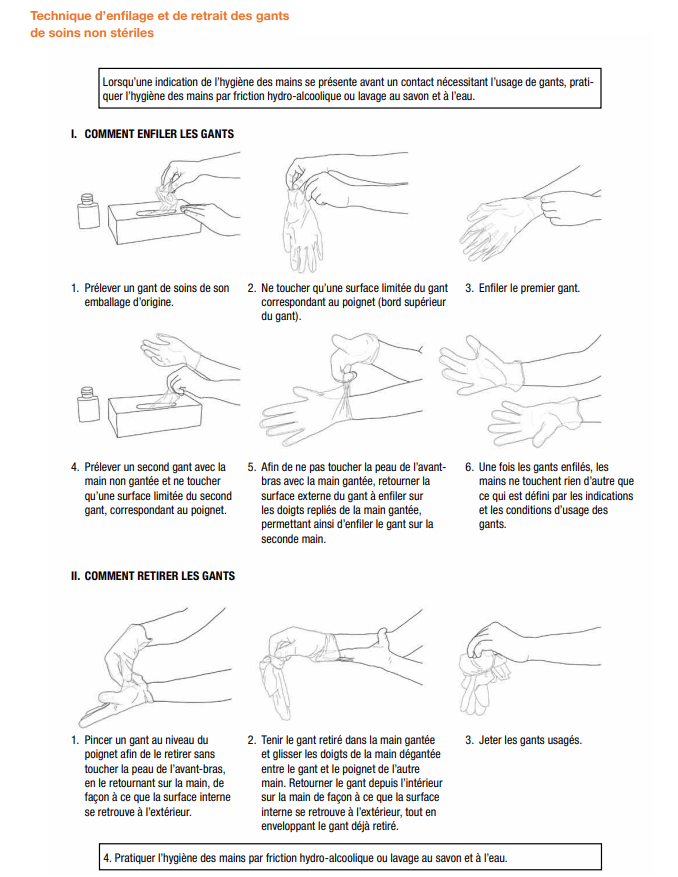 Technique d'enfilage et de retrait des gants
de soins non stériles
Lorsqu'une indication de l'hygiène des mains se présente avant un contact nécessitant l'usage de gants, prati-
quer l'hygiène des mains par friction hydro-alcoolique ou lavage au savon et à l'eau.
I. COMMENT ENFILER LES GANTS
1. Prélever un gant de soins de son
emballage d'origine.
2. Ne toucher qu'une surface limitée du gant
correspondant au poignet (bord supérieur
du gant).
3. Enfiler le premier gant.
4. Prélever un second gant avec la
main non gantée et ne toucher
qu'une surface limitée du second
gant, correspondant au poignet.
5. Afin de ne pas toucher la peau de l'avant-
bras avec la main gantée, retourner la
surface externe du gant à enfiler sur
les doigts repliés de la main gantée,
permettant ainsi d'enfiler le gant sur la
seconde main.
6. Une fois les gants enfilés, les
mains ne touchent rien d'autre que
ce qui est défini par les indications
et les conditions d'usage des
gants.
II. COMMENT RETIRER LES GANTS
1. Pincer un gant au niveau du
poignet afin de le retirer sans
toucher la peau de l'avant-bras,
en le retournant sur la main, de
façon à ce que la surface interne
se retrouve à l'extérieur.
2. Tenir le gant retiré dans la main gantée
et glisser les doigts de la main dégantée
entre le gant et le poignet de l'autre
main. Retourner le gant depuis l'intérieur
sur la main de façon à ce que la surface
interne se retrouve à l'extérieur, tout en
enveloppant le gant déjà retiré.
3. Jeter les gants usagés.
4. Pratiquer l'hygiène des mains par friction hydro-alcoolique ou lavage au savon et à l'eau.